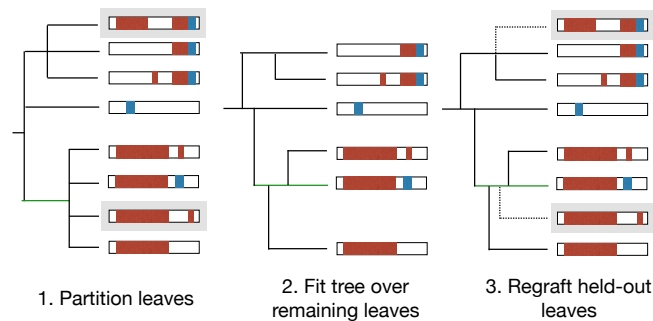 1. Partition leaves
2. Fit tree over
remaining leaves
3. Regraft held-out
leaves